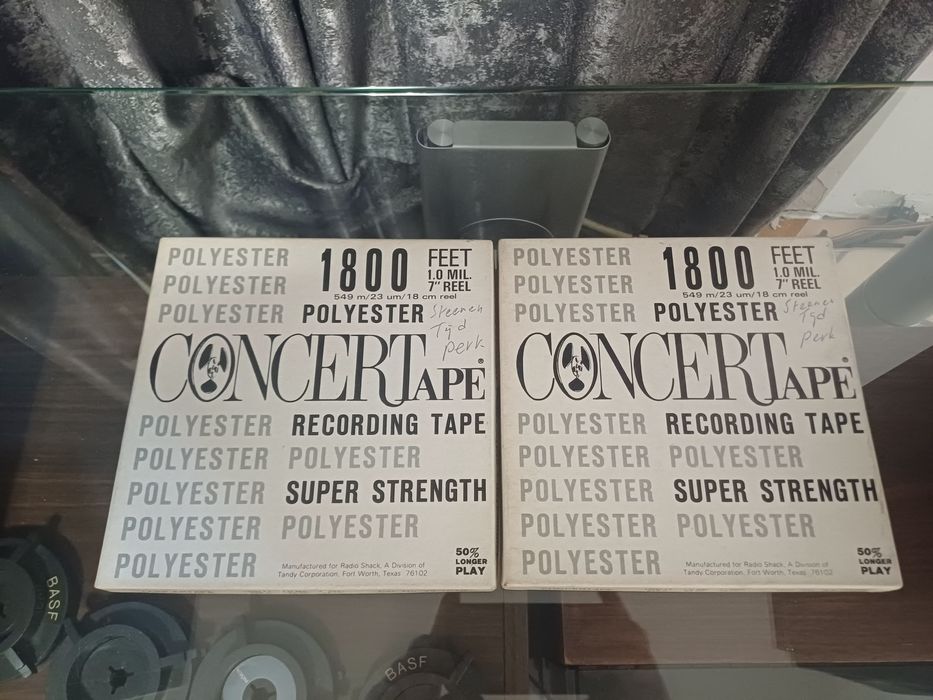 POLYESTER 1800 FEET
1.0 MIL.
POLYESTER 7" REEL
549 m/23 um/18 cm reel
POLYESTER POLYESTER
Tyd
Perk
CONCERTAPE®
POLYESTER RECORDING TAPE
POLYESTER POLYESTER
POLYESTER SUPER STRENGTH
POLYESTER POLYESTER
POLYESTER
Manufactured for Radio Shack, A Division of
Tandy Corporation, Fort Worth, Texas 76102
50%
LONGER
PLAY
POLYESTER 1800 FEET
1.0 MIL.
POLYESTER 7" REEL
549 m/23 um/18 cm reel
POLYESTER POLYESTER
Tyd
Perk
CONCERTAPE®
POLYESTER RECORDING TAPE
POLYESTER POLYESTER
POLYESTER SUPER STRENGTH
POLYESTER POLYESTER
POLYESTER
Manufactured for Radio Shack, A Division of
Tandy Corporation, Fort Worth, Texas 76102
50%
LONGER
PLAY
BASF
BASF